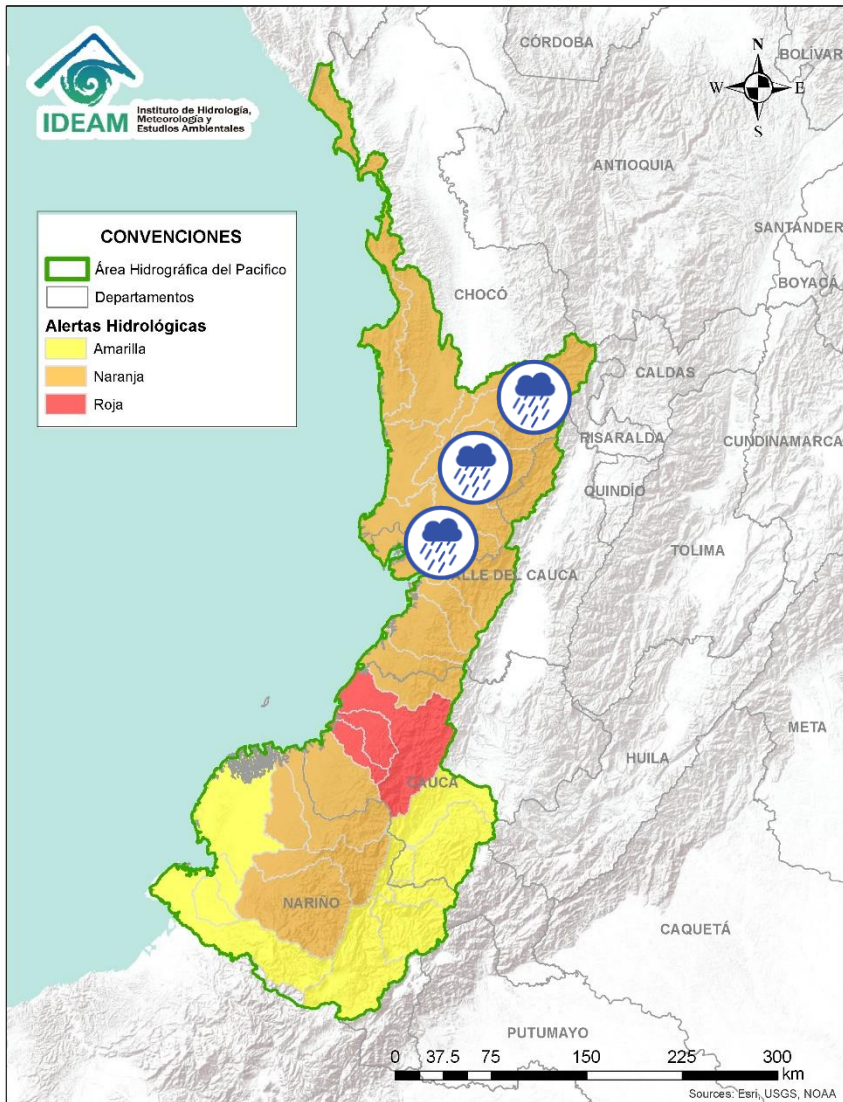 IDEAM
Instituto de Hidrología,
Meteorología y
Estudios Ambientales
N
W
E
S
CÓRDOBA
BOLÍVAR
ANTIOQUIA
SANTANDER
BOYACÁ
CONVENCIONES
Área Hidrográfica del Pacifico
Departamentos
Alertas Hidrológicas
Amarilla
Naranja
Roja
CHOCÓ
CALDAS
RISARALDA
CUNDINAMARCA
QUINDÍO
TOLIMA
ALLE DEL CAUCA
META
HUILA
CAUCA
NARIÑO
CAQUETÁ
PUTUMAYO
0 37.5 75 150 225 300
km
Sources: Esri, USGS, NOAA